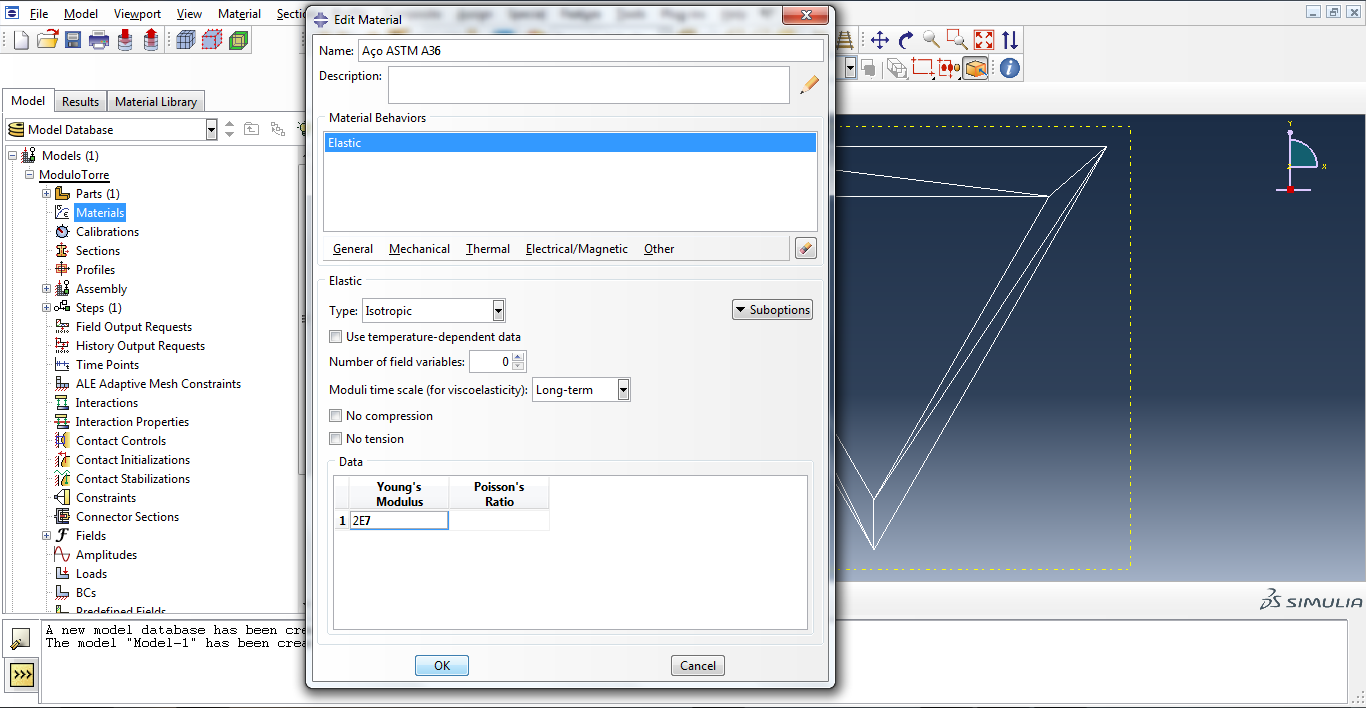 File Model Viewport View Material Secti
Edit Material
Name: Aço ASTM A36
Description:
Material Behaviors
Elastic
General Mechanical Thermal Electrical/Magnetic Other
Elastic
Type: Isotropic
Suboptions
Use temperature-dependent data
Number of field variables: 0
Moduli time scale (for viscoelasticity): Long-term
No compression
No tension
Data
Young's Modulus
Poisson's Ratio
1 2E7
OK Cancel
Model Results Material Library
Model Database
Models (1)
ModuloTorre
Parts (1)
Materials
Calibrations
Sections
Profiles
Assembly
Steps (1)
Field Output Requests
History Output Requests
Time Points
ALE Adaptive Mesh Constraints
Interactions
Interaction Properties
Contact Controls
Contact Initializations
Contact Stabilizations
Constraints
Connector Sections
Fields
Amplitudes
Loads
BCs
Predefined Fields
Y
X
SIMULIA
A new model database has been cre
The model "Model-1" has been crea